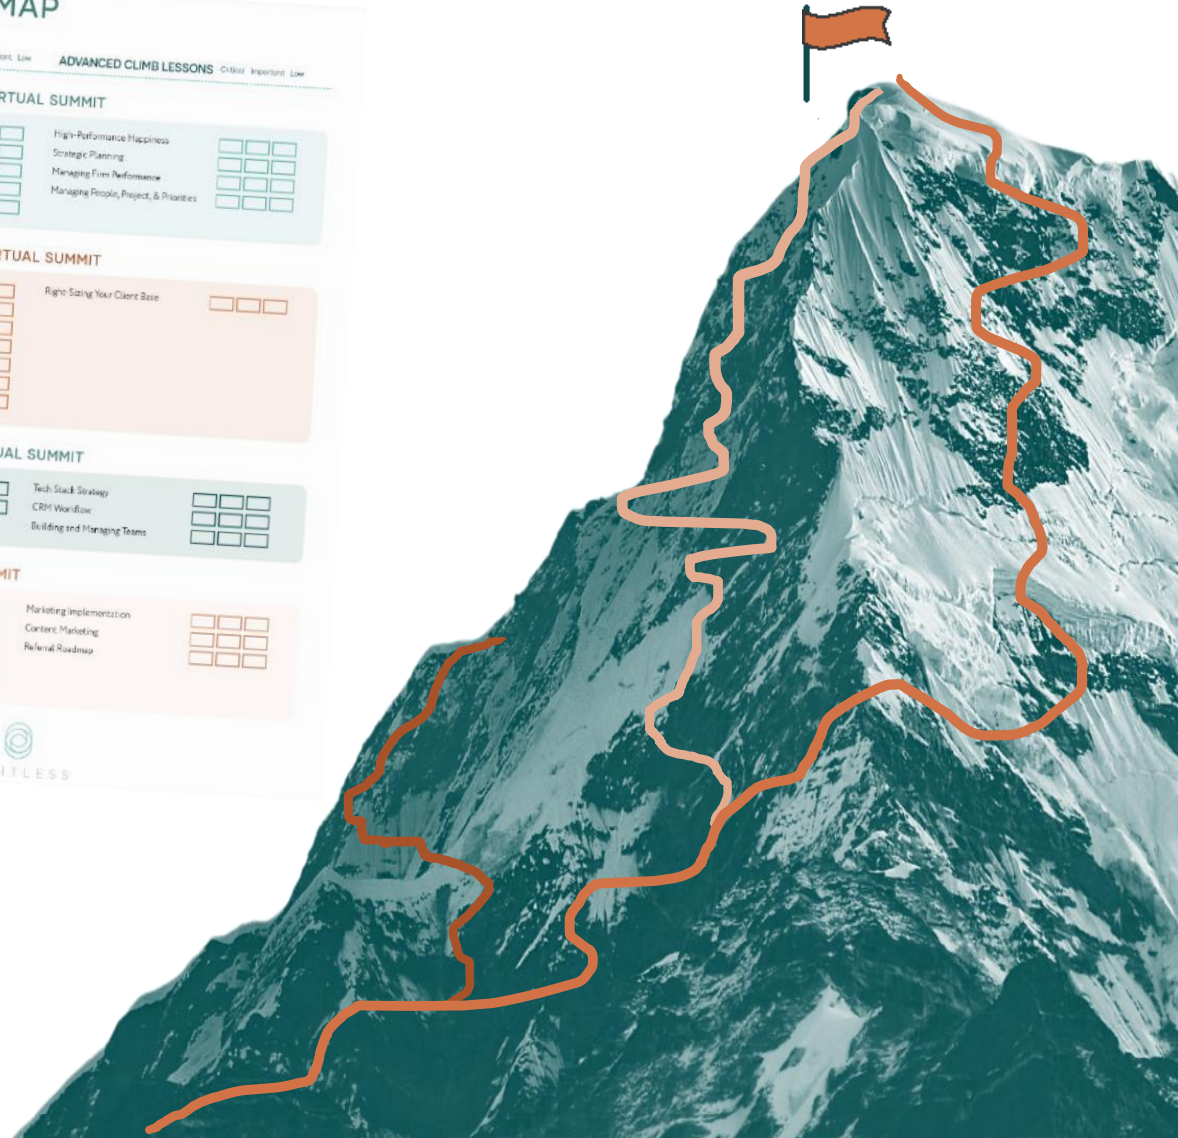 MAP
Low ADVANCED CLIMB LESSONS Critical Important Low
RTUAL SUMMIT
High-Performance Happiness
Strategic Planning
Managing Firm Performance
Managing People, Project, & Priorities
RTUAL SUMMIT
Right-Sizing Your Client Base
UAL SUMMIT
Tech Stack Strategy
CRM Workflow
Building and Managing Teams
MIT
Marketing Implementation
Content Marketing
Referral Roadmap
ITLESS